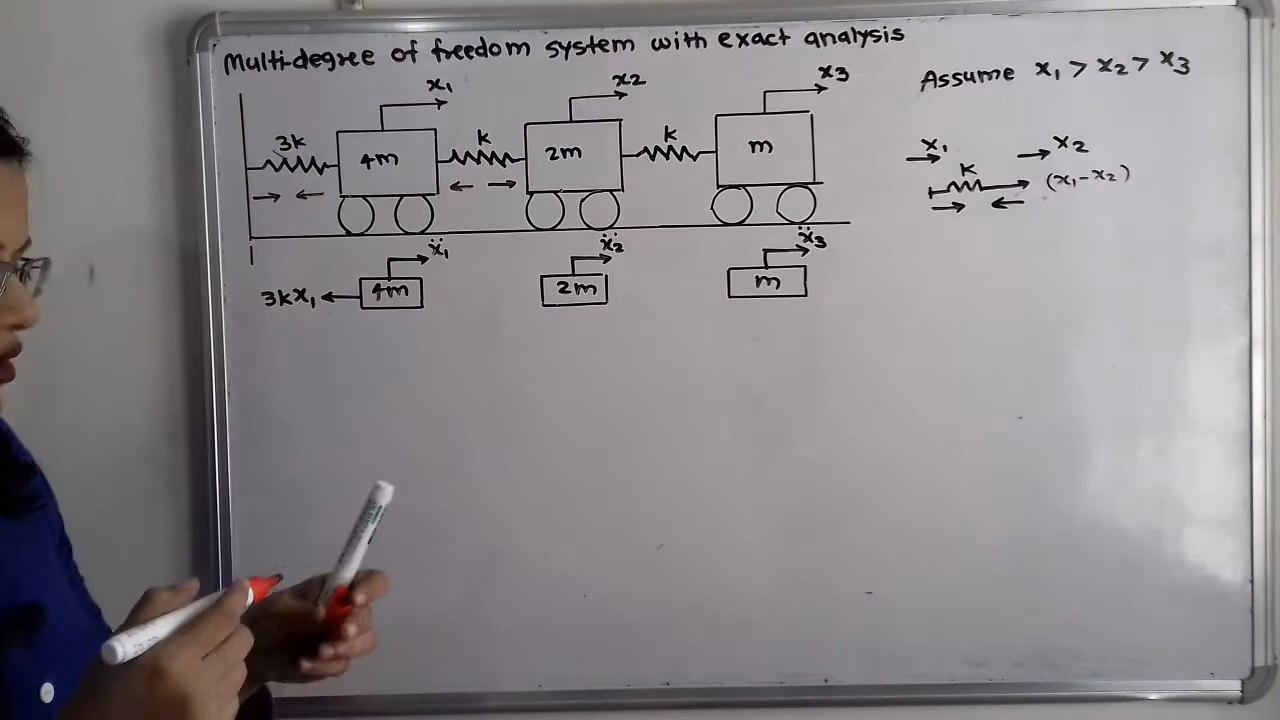 Multi-degree of freedom system with exact analysis
Assume x₁ > x₂ > x₃
x₁ x₂ x₃
3k 4m k 2m k m
x₁ x₂
k (x₁-x₂)
ẍ₁ ẍ₂ ẍ₃
3kx₁ 4m 2m m